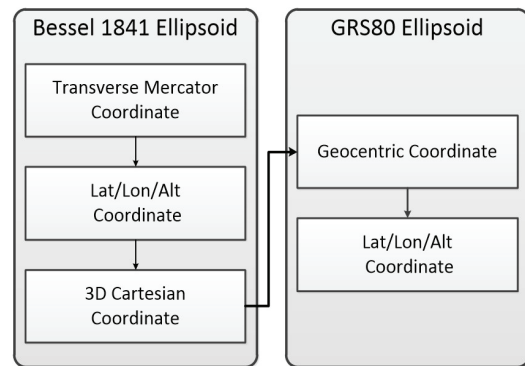 Bessel 1841 Ellipsoid
Transverse Mercator
Coordinate
Lat/Lon/Alt
Coordinate
3D Cartesian
Coordinate
GRS80 Ellipsoid
Geocentric Coordinate
Lat/Lon/Alt
Coordinate